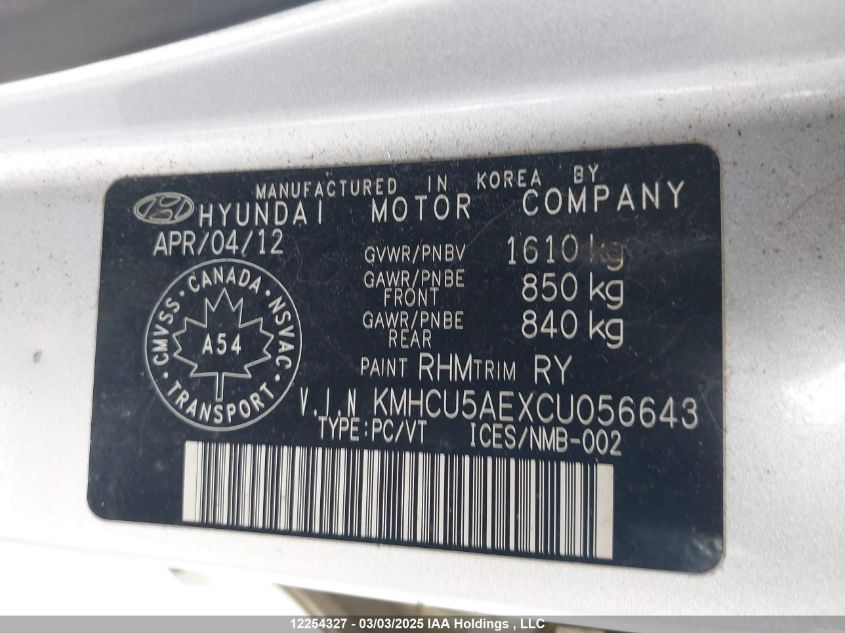 MANUFACTURED IN KOREA BY
HYUNDAI MOTOR COMPANY
APR/04/12
GVWR/PNBV 1610 kg
GAWR/PNBE FRONT 850 kg
GAWR/PNBE REAR 840 kg
CMVSS · CANADA · NSVAC
A54
· TRANSPORT ·
PAINT RHM TRIM RY
V.I.N KMHCU5AEXCU056643
TYPE:PC/VT ICES/NMB-002
12254327 - 03/03/2025 IAA Holdings , LLC